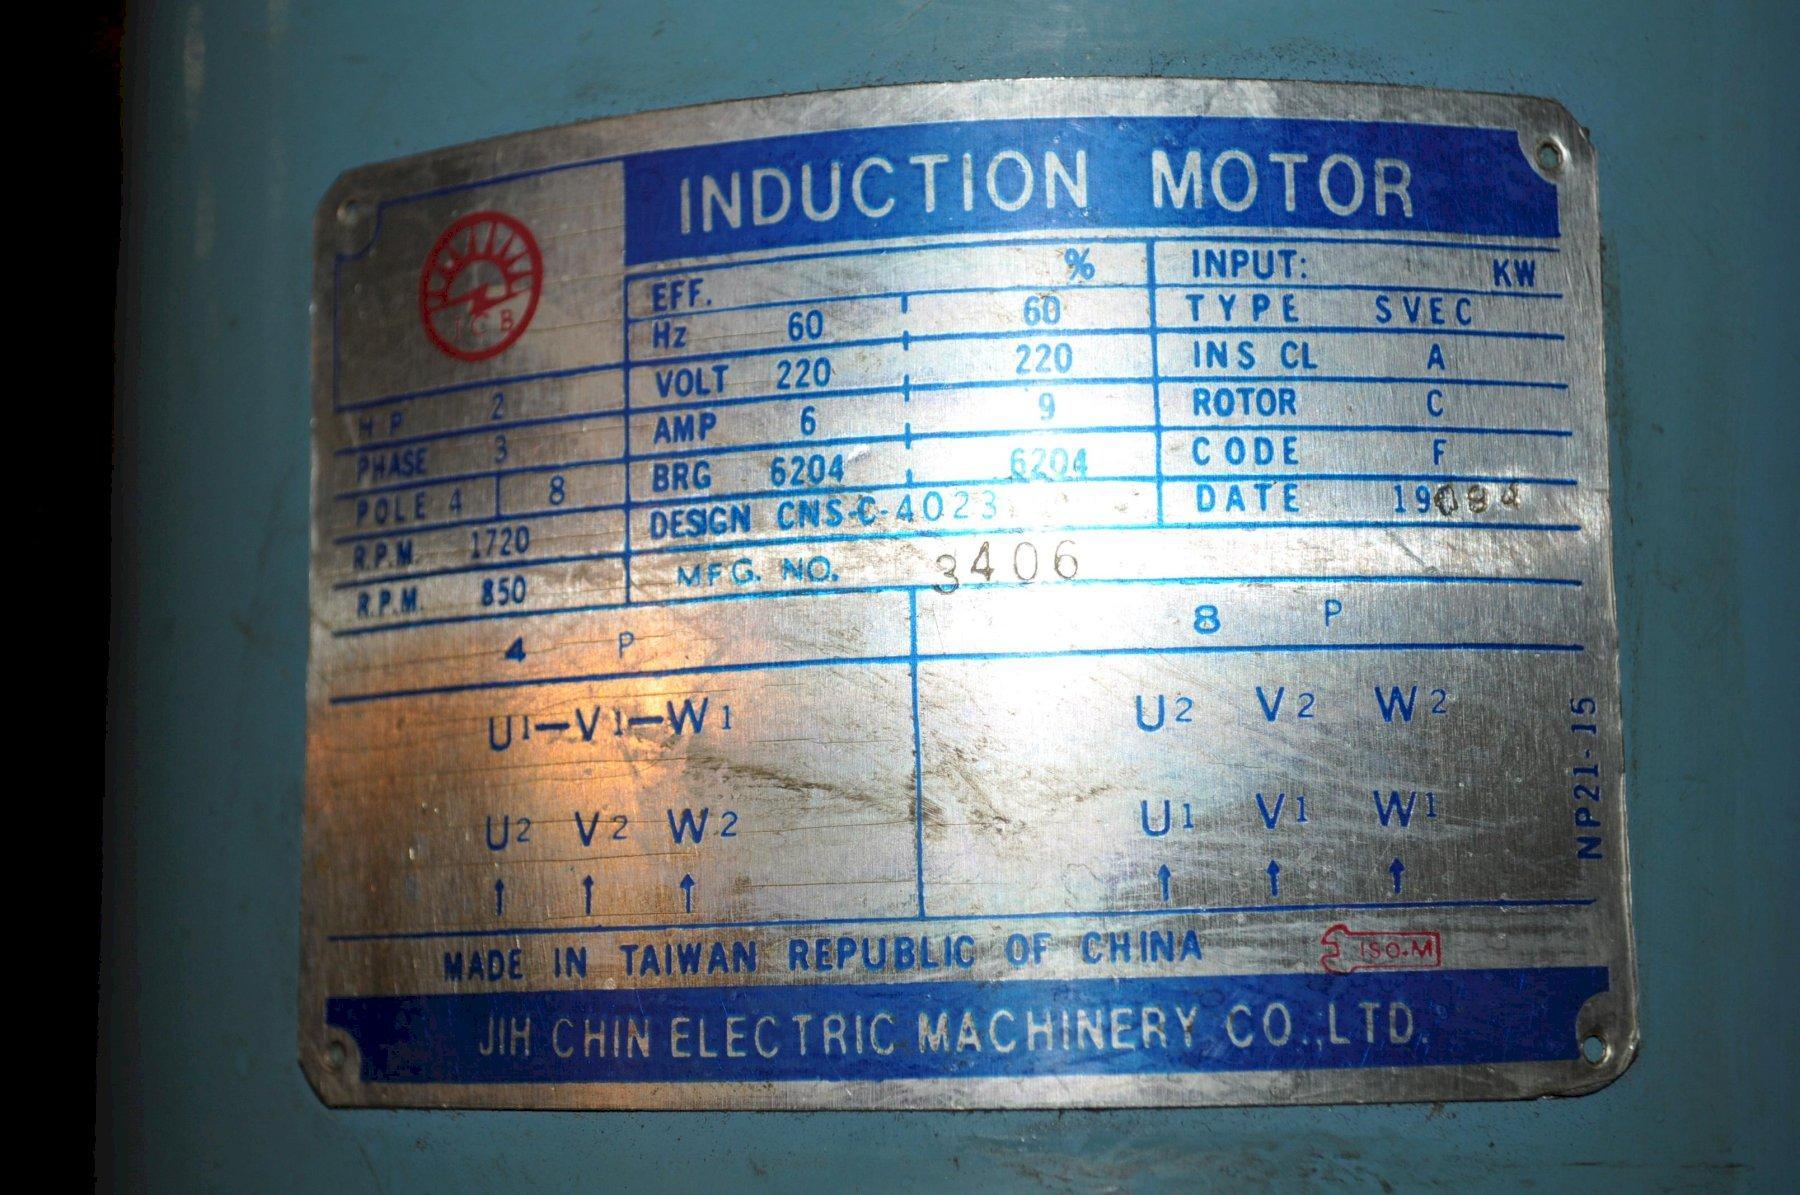 INDUCTION MOTOR
JCB
EFF. %
INPUT: KW
Hz 60 60
TYPE SVEC
VOLT 220 220
INS CL A
HP 2
AMP 6 9
ROTOR C
PHASE 3
BRG 6204 6204
CODE F
POLE 4 8
DESIGN CNS-C-4023
DATE 19
R.P.M. 1720
MFG. NO. 3406
R.P.M. 850
4 P
8 P
U1-V1-W1
U2 V2 W2
U2 V2 W2
U1 V1 W1
↑ ↑ ↑
↑ ↑ ↑
NP21-15
MADE IN TAIWAN REPUBLIC OF CHINA
ISO-M
JIH CHIN ELECTRIC MACHINERY CO.,LTD.